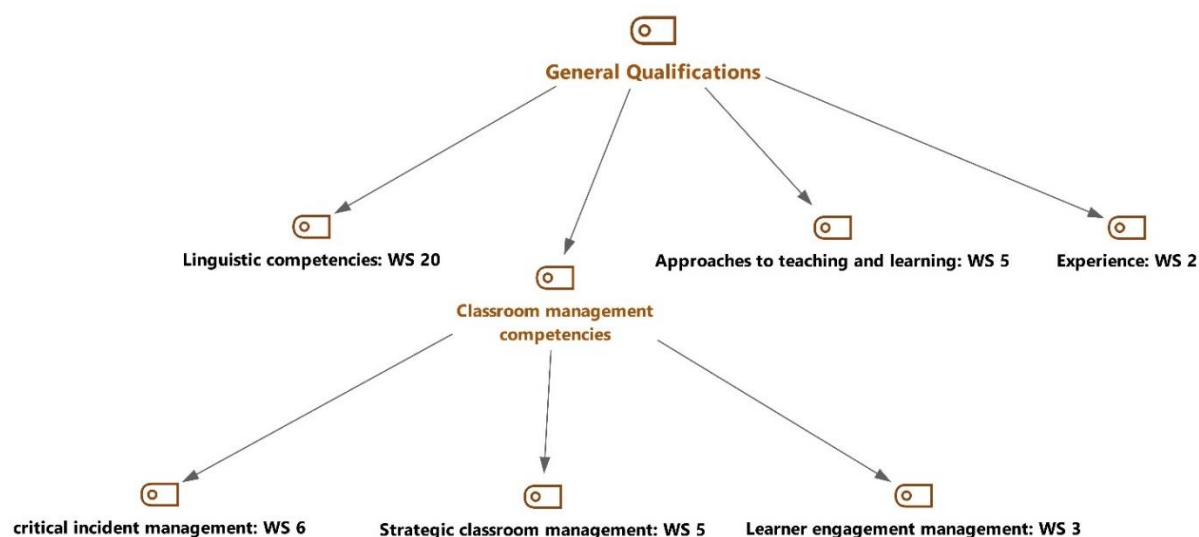 General Qualifications
Linguistic competencies: WS 20
Approaches to teaching and learning: WS 5
Experience: WS 2
Classroom management
competencies
critical incident management: WS 6
Strategic classroom management: WS 5
Learner engagement management: WS 3